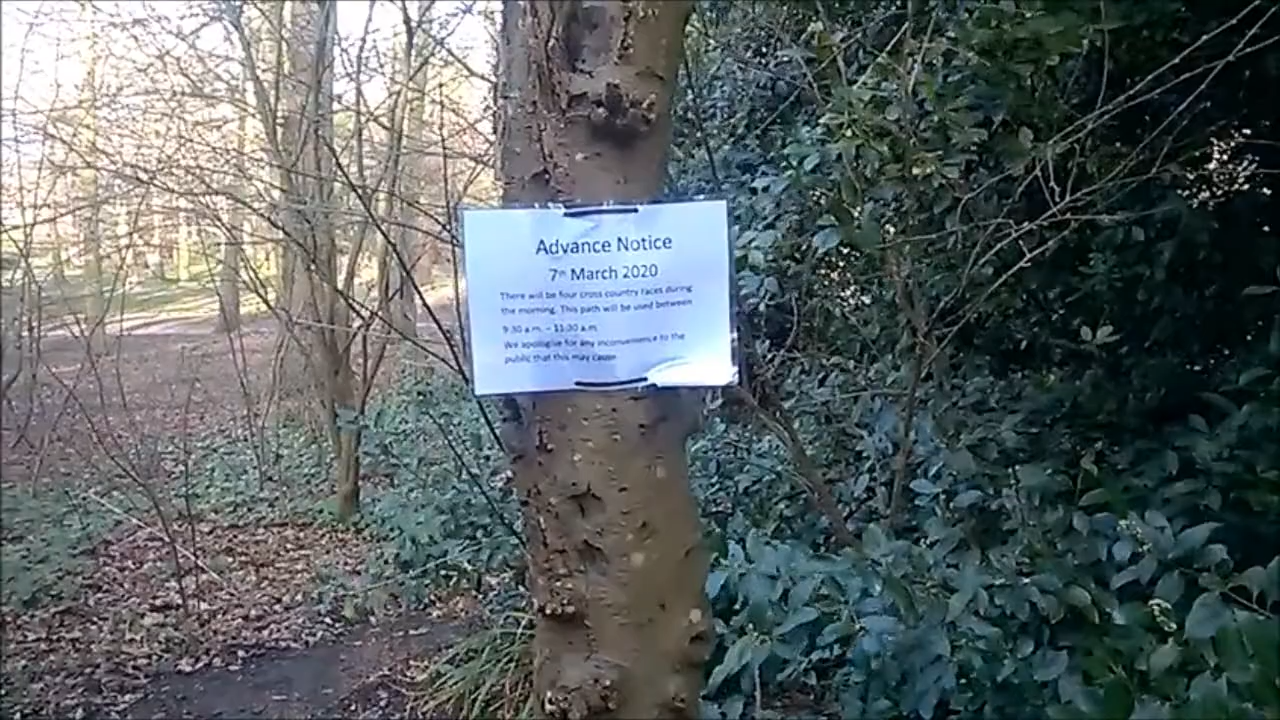 Advance Notice
7th March 2020
There will be four cross country races during
the morning. This path will be used between
9:30 a.m. – 11:30 a.m.
We apologise for any inconvenience to the
public that this may cause.